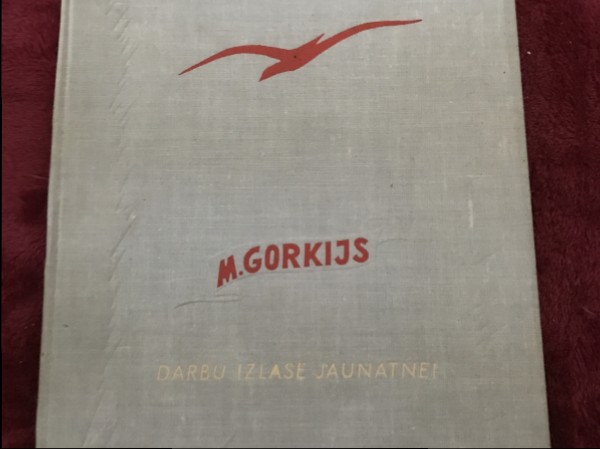 M.GORKIJS
DARBU IZLASE JAUNATNEI